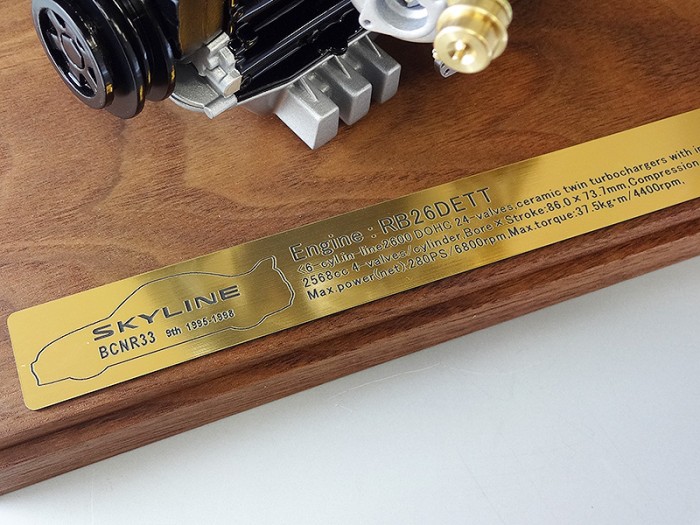 SKYLINE
BCNR33 9th 1995-1998
Engine : RB26DETT
<6-cyl.in-line2600 DOHC 24-valves,ceramic twin turbochargers with in
2568cc 4-valves/cylinder,Bore × Stroke:86.0 × 73.7mm,Compression
Max.power(net):280PS/6800rpm,Max.torque:37.5kg·m/4400rpm,